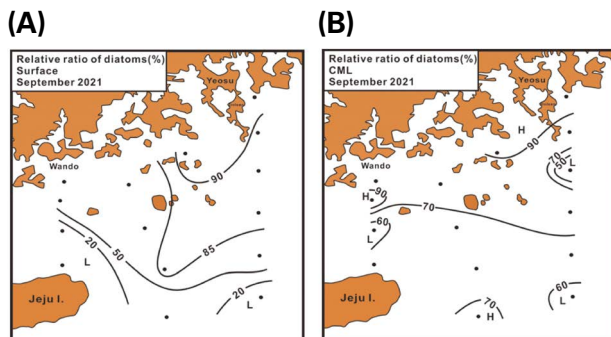 (A)
Relative ratio of diatoms(%)
Surface
September 2021
Yeosu
Wando
90
85
50
20
L
20
L
Jeju I.
(B)
Relative ratio of diatoms(%)
CML
September 2021
Yeosu
H
90
70
50
L
Wando
90
H
70
60
L
60
L
70
H
Jeju I.